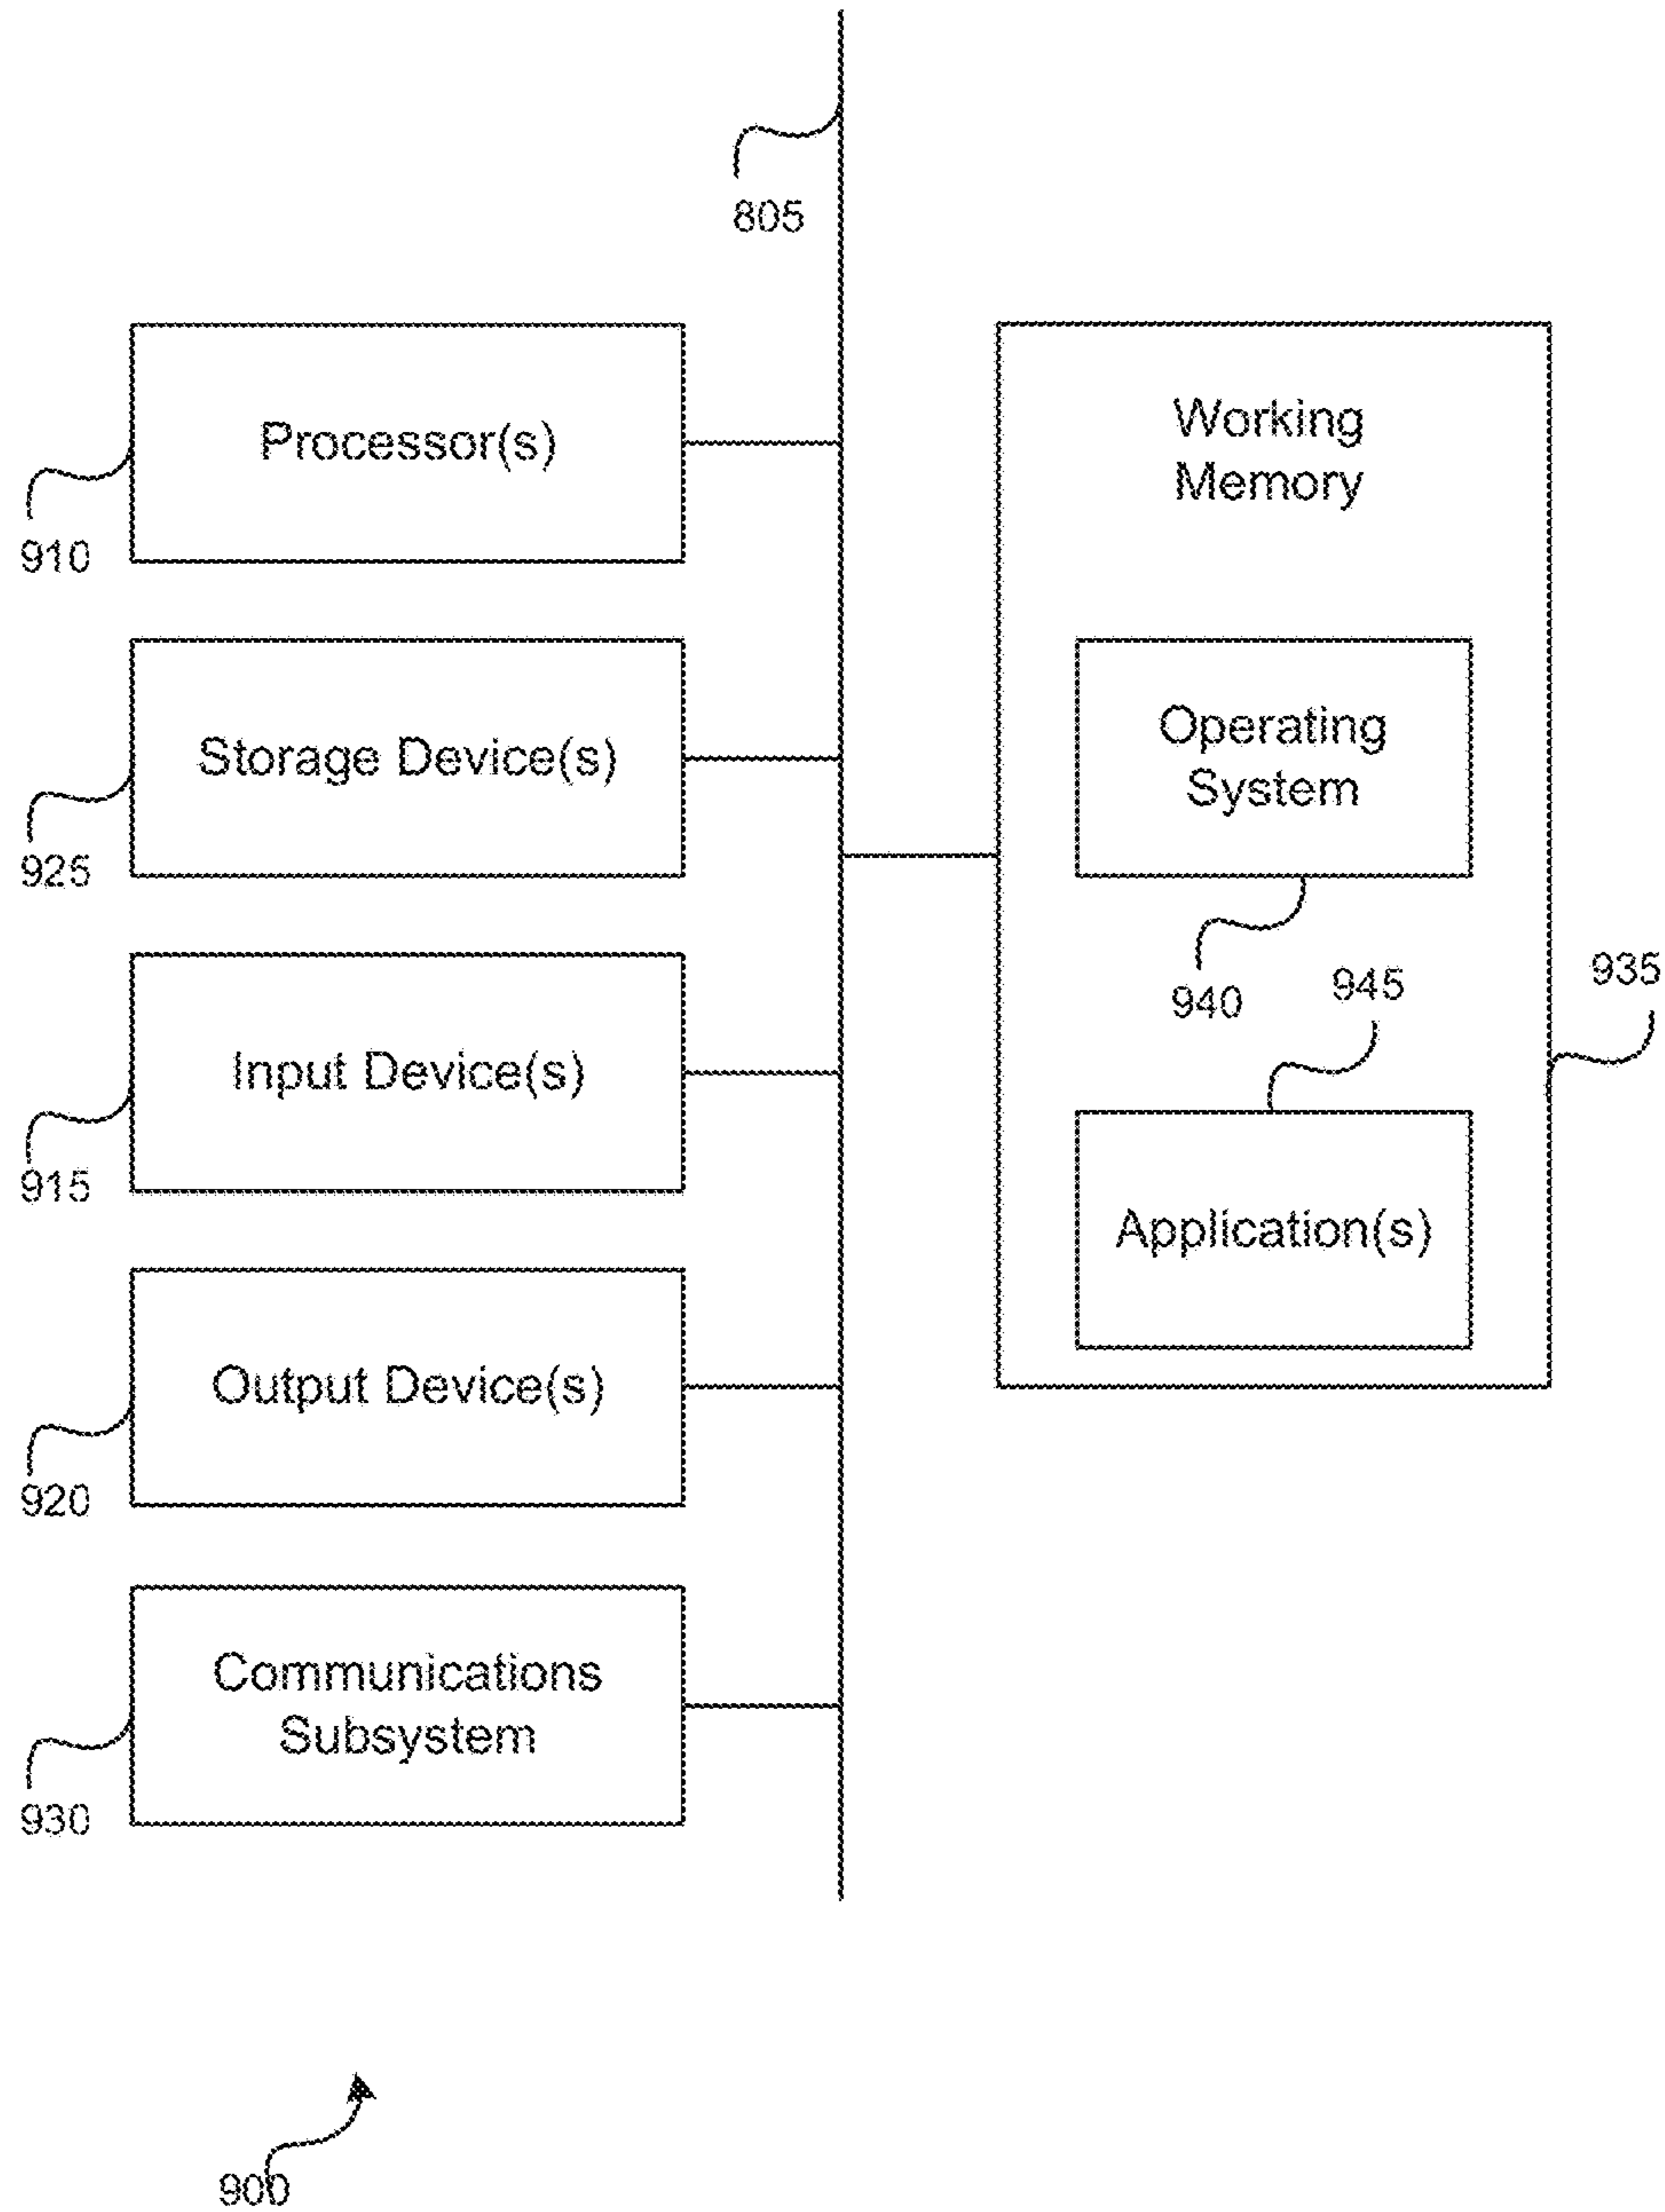 805
Processor(s)
910
Storage Device(s)
925
Input Device(s)
915
Output Device(s)
920
Communications
Subsystem
930
Working
Memory
Operating
System
940
945
935
Application(s)
900